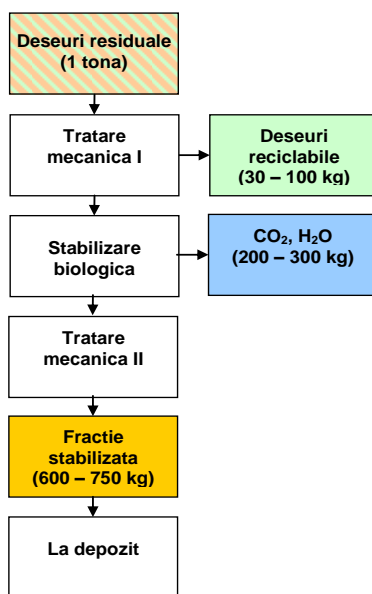 Deseuri residuale
(1 tona)
Tratare
mecanica I
Deseuri
reciclabile
(30 – 100 kg)
Stabilizare
biologica
CO₂, H₂O
(200 – 300 kg)
Tratare
mecanica II
Fractie
stabilizata
(600 – 750 kg)
La depozit